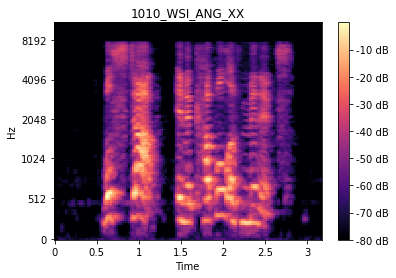 1010_WSI_ANG_XX
8192
4096
2048
1024
512
0
Hz
0
0.5
1
1.5
2
2.5
3
Time
-10 dB
-20 dB
-30 dB
-40 dB
-50 dB
-60 dB
-70 dB
-80 dB